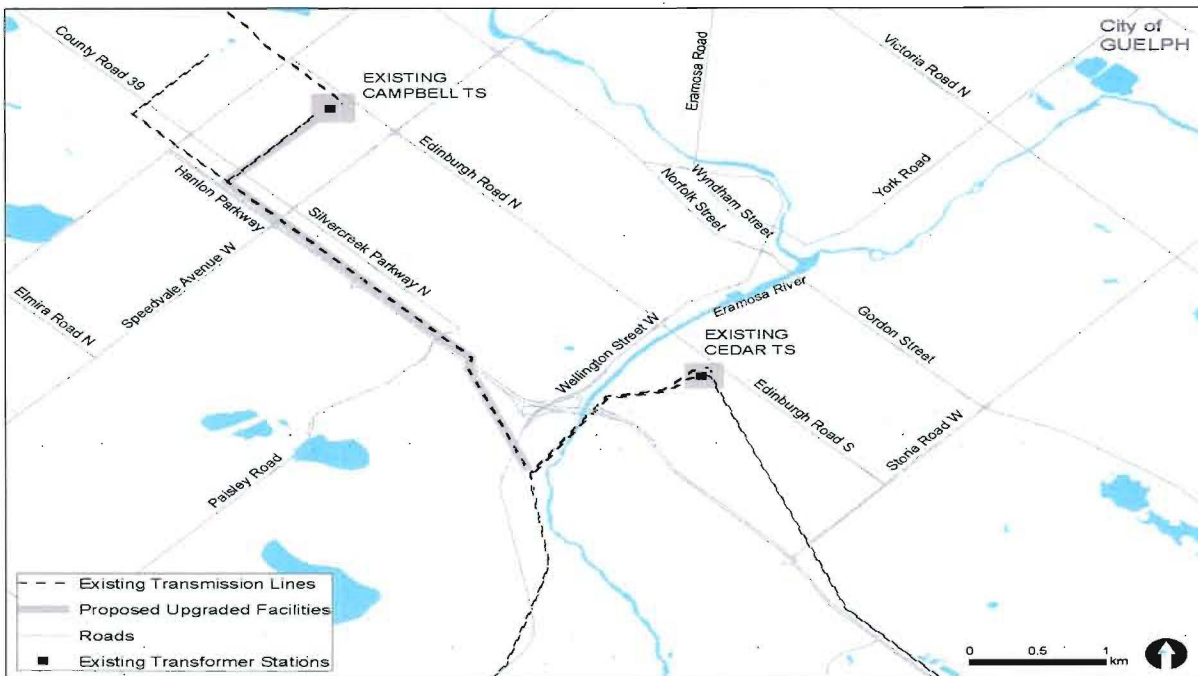 City of
GUELPH
County Road 39
EXISTING
CAMPBELL TS
Eramosa Road
Victoria Road N
Edinburgh Road N
Hanlon Parkway
Silvercreek Parkway N
Norfolk Street
Wyndham Street
York Road
Elmira Road N
Speedvale Avenue W
Wellington Street W
Eramosa River
EXISTING
CEDAR TS
Gordon Street
Edinburgh Road S
Storia Road W
Paisley Road
Existing Transmission Lines
Proposed Upgraded Facilities
Roads
Existing Transformer Stations
0 0.5 1
km